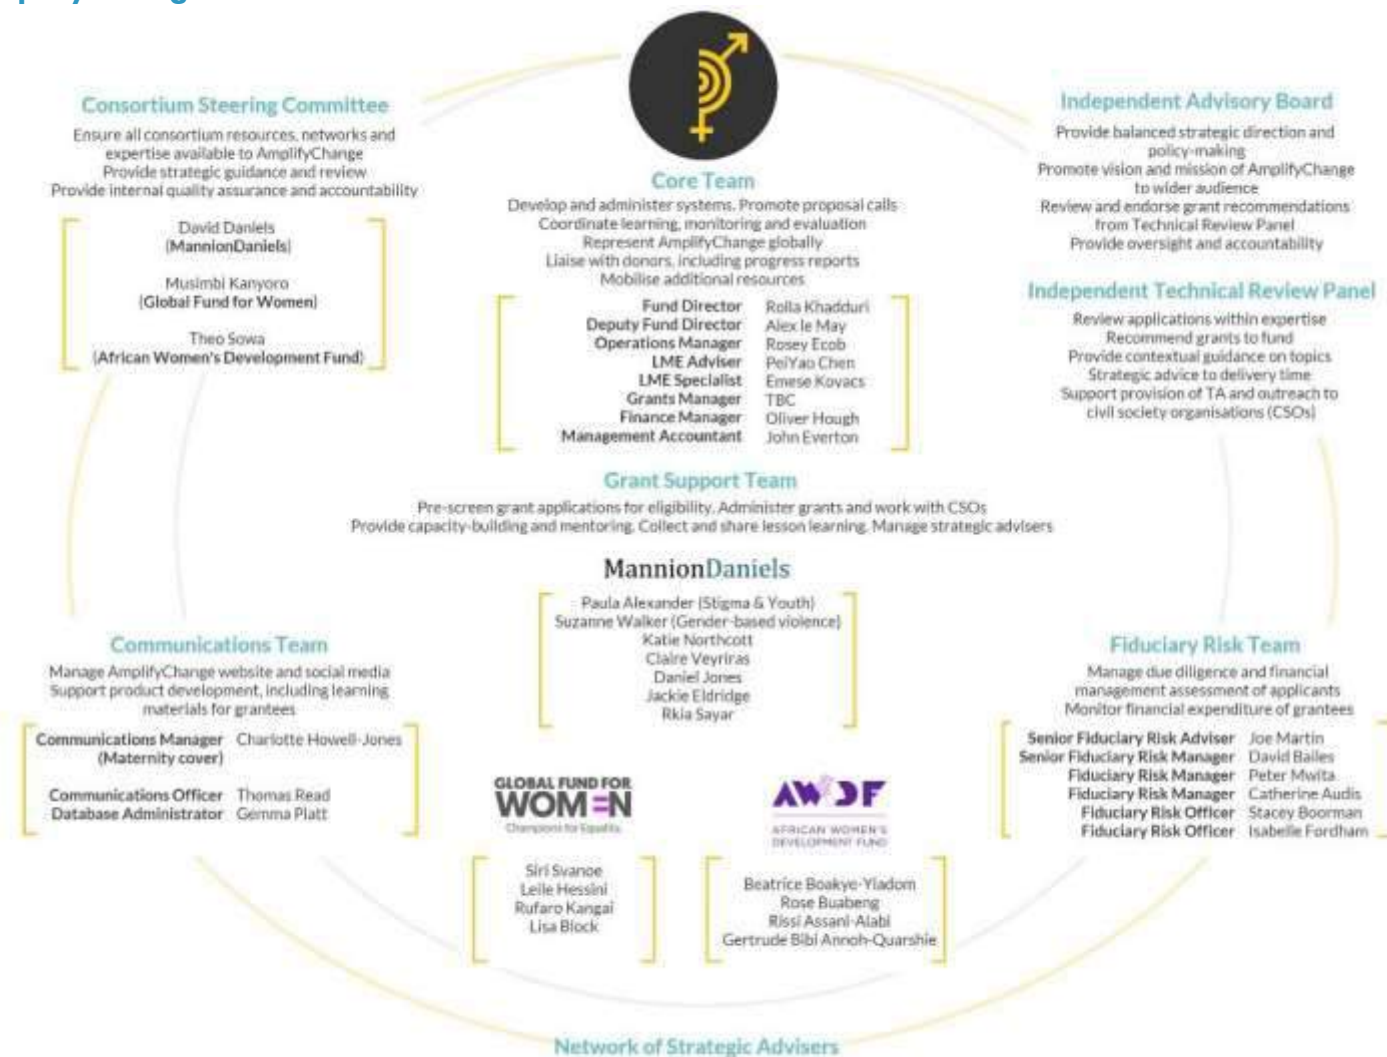 Consortium Steering Committee
Ensure all consortium resources, networks and
expertise available to AmplifyChange
Provide strategic guidance and review
Provide internal quality assurance and accountability
David Daniels
(MannionDaniels)
Musimbi Kanyoro
(Global Fund for Women)
Theo Sowa
(African Women's Development Fund)
Core Team
Develop and administer systems. Promote proposal calls
Coordinate learning, monitoring and evaluation
Represent AmplifyChange globally
Liaise with donors, including progress reports
Mobilise additional resources
Fund Director Rolla Khadduri
Deputy Fund Director Alex le May
Operations Manager Rosey Ecob
LME Adviser PeiYao Chen
LME Specialist Emese Kovacs
Grants Manager TBC
Finance Manager Oliver Hough
Management Accountant John Everton
Independent Advisory Board
Provide balanced strategic direction and
policy-making
Promote vision and mission of AmplifyChange
to wider audience
Review and endorse grant recommendations
from Technical Review Panel
Provide oversight and accountability
Independent Technical Review Panel
Review applications within expertise
Recommend grants to fund
Provide contextual guidance on topics
Strategic advice to delivery time
Support provision of TA and outreach to
civil society organisations (CSOs)
Grant Support Team
Pre-screen grant applications for eligibility. Administer grants and work with CSOs
Provide capacity-building and mentoring. Collect and share lesson learning. Manage strategic advisers
MannionDaniels
Paula Alexander (Stigma & Youth)
Suzanne Walker (Gender-based violence)
Katie Northcott
Claire Veyriras
Daniel Jones
Jackie Eldridge
Rkia Sayar
Communications Team
Manage AmplifyChange website and social media
Support product development, including learning
materials for grantees
Communications Manager Charlotte Howell-Jones
(Maternity cover)
Communications Officer Thomas Read
Database Administrator Gemma Platt
Fiduciary Risk Team
Manage due diligence and financial
management assessment of applicants
Monitor financial expenditure of grantees
Senior Fiduciary Risk Adviser Joe Martin
Senior Fiduciary Risk Manager David Bailes
Fiduciary Risk Manager Peter Mwita
Fiduciary Risk Manager Catherine Audis
Fiduciary Risk Officer Stacey Boorman
Fiduciary Risk Officer Isabelle Fordham
GLOBAL FUND FOR
WOMEN
Champions for Equality
Siri Svanoe
Leile Hessini
Rufaro Kangai
Lisa Block
AWDF
AFRICAN WOMEN'S
DEVELOPMENT FUND
Beatrice Boakye-Yiadom
Rose Buabeng
Rissi Assani-Alabi
Gertrude Bibi Annoh-Quarshie
Network of Strategic Advisers